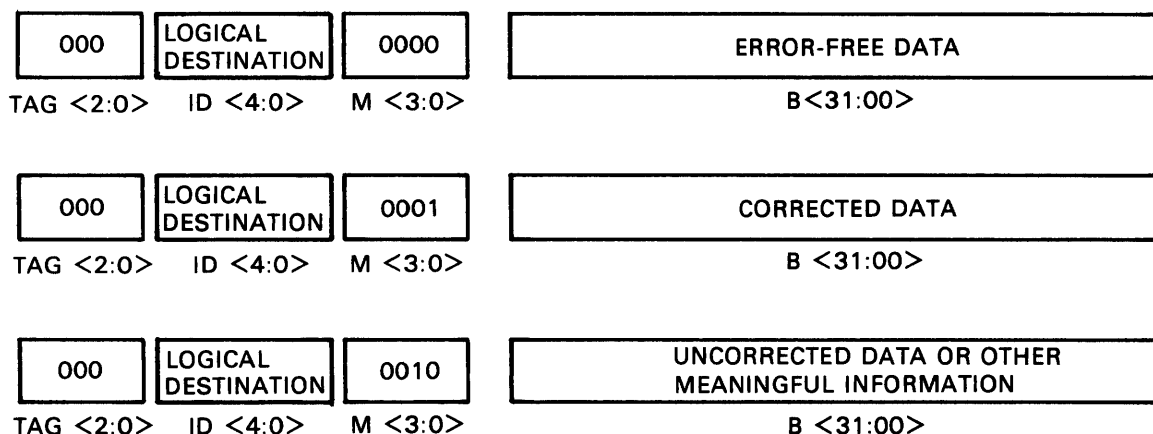 000 LOGICAL DESTINATION 0000 ERROR-FREE DATA
TAG <2:0> ID <4:0> M <3:0> B<31:00>
000 LOGICAL DESTINATION 0001 CORRECTED DATA
TAG <2:0> ID <4:0> M <3:0> B <31:00>
000 LOGICAL DESTINATION 0010 UNCORRECTED DATA OR OTHER MEANINGFUL INFORMATION
TAG <2:0> ID <4:0> M <3:0> B <31:00>